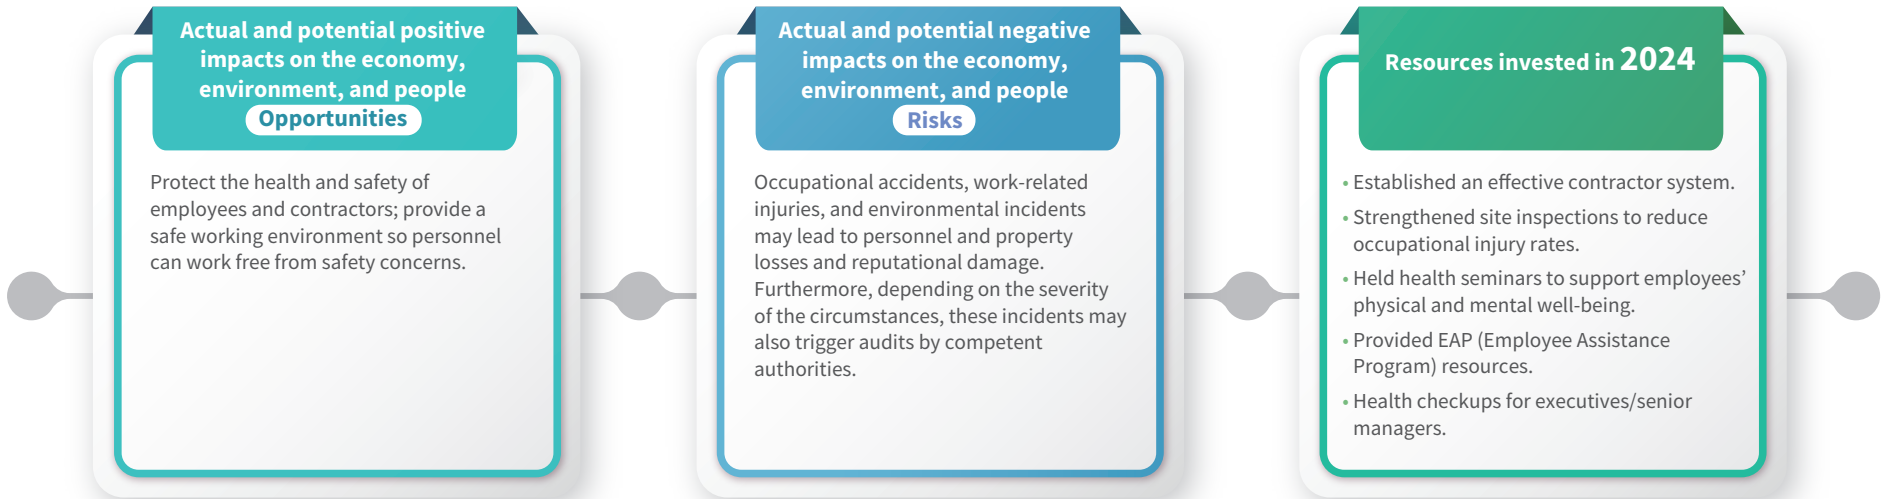 Actual and potential positive
impacts on the economy,
environment, and people
Opportunities
Protect the health and safety of
employees and contractors; provide a
safe working environment so personnel
can work free from safety concerns.
Actual and potential negative
impacts on the economy,
environment, and people
Risks
Occupational accidents, work-related
injuries, and environmental incidents
may lead to personnel and property
losses and reputational damage.
Furthermore, depending on the severity
of the circumstances, these incidents may
also trigger audits by competent
authorities.
Resources invested in 2024
• Established an effective contractor system.
• Strengthened site inspections to reduce
occupational injury rates.
• Held health seminars to support employees’
physical and mental well-being.
• Provided EAP (Employee Assistance
Program) resources.
• Health checkups for executives/senior
managers.